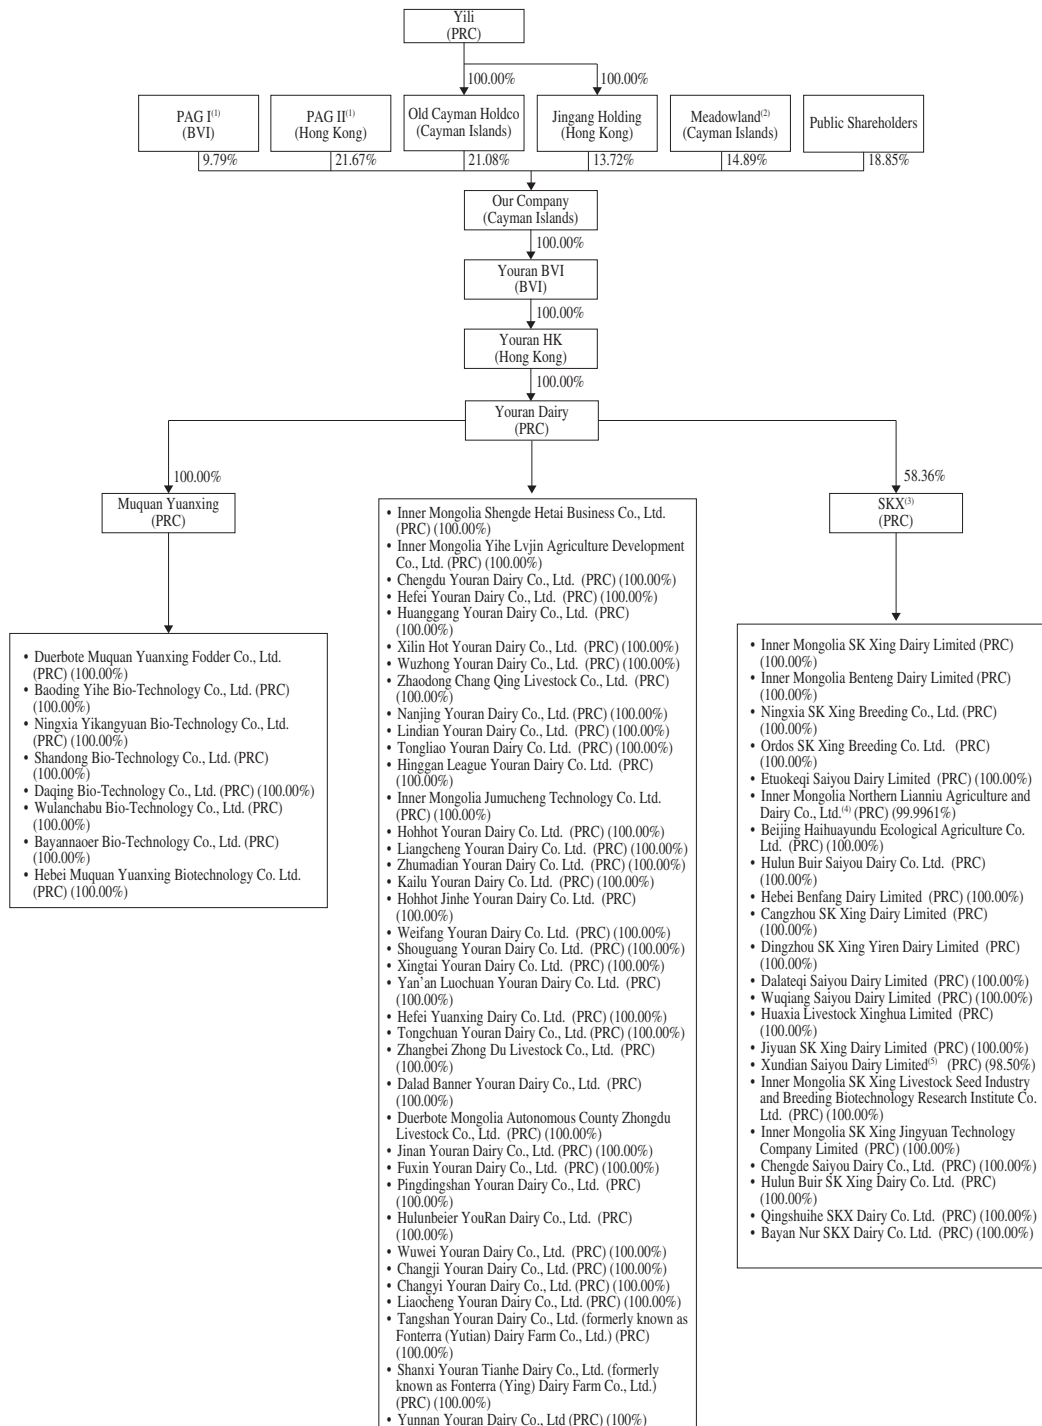 Yili
(PRC)
100.00%
100.00%
PAG I(1)
(BVI)
PAG II(1)
(Hong Kong)
Old Cayman Holdco
(Cayman Islands)
Jingang Holding
(Hong Kong)
Meadowland(2)
(Cayman Islands)
Public Shareholders
9.79%
21.67%
21.08%
13.72%
14.89%
18.85%
Our Company
(Cayman Islands)
100.00%
Youran BVI
(BVI)
100.00%
Youran HK
(Hong Kong)
100.00%
Youran Dairy
(PRC)
100.00%
Muquan Yuanxing
(PRC)
• Duerbote Muquan Yuanxing Fodder Co., Ltd.
(PRC) (100.00%)
• Baoding Yihe Bio-Technology Co., Ltd. (PRC)
(100.00%)
• Ningxia Yikangyuan Bio-Technology Co., Ltd.
(PRC) (100.00%)
• Shandong Bio-Technology Co., Ltd. (PRC)
(100.00%)
• Daqing Bio-Technology Co., Ltd. (PRC) (100.00%)
• Wulanchabu Bio-Technology Co., Ltd. (PRC)
(100.00%)
• Bayannaoer Bio-Technology Co., Ltd. (PRC)
(100.00%)
• Hebei Muquan Yuanxing Biotechnology Co. Ltd.
(PRC) (100.00%)
• Inner Mongolia Shengde Hetai Business Co., Ltd.
(PRC) (100.00%)
• Inner Mongolia Yihe Lvjin Agriculture Development
Co., Ltd. (PRC) (100.00%)
• Chengdu Youran Dairy Co., Ltd. (PRC) (100.00%)
• Hefei Youran Dairy Co., Ltd. (PRC) (100.00%)
• Huanggang Youran Dairy Co., Ltd. (PRC)
(100.00%)
• Xilin Hot Youran Dairy Co., Ltd. (PRC) (100.00%)
• Wuzhong Youran Dairy Co., Ltd. (PRC) (100.00%)
• Zhaodong Chang Qing Livestock Co., Ltd. (PRC)
(100.00%)
• Nanjing Youran Dairy Co., Ltd. (PRC) (100.00%)
• Lindian Youran Dairy Co., Ltd. (PRC) (100.00%)
• Tongliao Youran Dairy Co., Ltd. (PRC) (100.00%)
• Hinggan League Youran Dairy Co. Ltd. (PRC)
(100.00%)
• Inner Mongolia Jumucheng Technology Co. Ltd.
(PRC) (100.00%)
• Hohhot Youran Dairy Co. Ltd. (PRC) (100.00%)
• Liangcheng Youran Dairy Co., Ltd. (PRC) (100.00%)
• Zhumadian Youran Dairy Co. Ltd. (PRC) (100.00%)
• Kailu Youran Dairy Co. Ltd. (PRC) (100.00%)
• Hohhot Jinhe Youran Dairy Co., Ltd. (PRC)
(100.00%)
• Weifang Youran Dairy Co. Ltd. (PRC) (100.00%)
• Shouguang Youran Dairy Co. Ltd. (PRC) (100.00%)
• Xingtai Youran Dairy Co. Ltd. (PRC) (100.00%)
• Yan'an Luochuan Youran Dairy Co. Ltd. (PRC)
(100.00%)
• Hefei Yuanxing Dairy Co. Ltd. (PRC) (100.00%)
• Tongchuan Youran Dairy Co., Ltd. (PRC) (100.00%)
• Zhangbei Zhong Du Livestock Co., Ltd. (PRC)
(100.00%)
• Dalad Banner Youran Dairy Co., Ltd. (PRC)
(100.00%)
• Duerbote Mongolia Autonomous County Zhongdu
Livestock Co., Ltd. (PRC) (100.00%)
• Jinan Youran Dairy Co., Ltd. (PRC) (100.00%)
• Fuxin Youran Dairy Co., Ltd. (PRC) (100.00%)
• Pingdingshan Youran Dairy Co., Ltd. (PRC)
(100.00%)
• Hulunbeier YouRan Dairy Co., Ltd. (PRC)
(100.00%)
• Wuwei Youran Dairy Co., Ltd. (PRC) (100.00%)
• Changji Youran Dairy Co., Ltd. (PRC) (100.00%)
• Changyi Youran Dairy Co., Ltd. (PRC) (100.00%)
• Liaocheng Youran Dairy Co., Ltd. (PRC) (100.00%)
• Tangshan Youran Dairy Co., Ltd. (formerly known as
Fonterra (Yutian) Dairy Farm Co., Ltd.) (PRC)
(100.00%)
• Shanxi Youran Tianhe Dairy Co., Ltd. (formerly
known as Fonterra (Ying) Dairy Farm Co., Ltd.)
(PRC) (100.00%)
• Yunnan Youran Dairy Co., Ltd (PRC) (100%)
58.36%
SKX(3)
(PRC)
• Inner Mongolia SK Xing Dairy Limited (PRC)
(100.00%)
• Inner Mongolia Benteng Dairy Limited (PRC)
(100.00%)
• Ningxia SK Xing Breeding Co., Ltd. (PRC)
(100.00%)
• Ordos SK Xing Breeding Co. Ltd. (PRC)
(100.00%)
• Etuokeqi Saiyou Dairy Limited (PRC) (100.00%)
• Inner Mongolia Northern Lianniu Agriculture and
Dairy Co., Ltd.(4) (PRC) (99.9961%)
• Beijing Haihuayundu Ecological Agriculture Co.
Ltd. (PRC) (100.00%)
• Hulun Buir Saiyou Dairy Co. Ltd. (PRC)
(100.00%)
• Hebei Benfang Dairy Limited (PRC) (100.00%)
• Cangzhou SK Xing Dairy Limited (PRC)
(100.00%)
• Dingzhou SK Xing Yiren Dairy Limited (PRC)
(100.00%)
• Dalateqi Saiyou Dairy Limited (PRC) (100.00%)
• Wuqiang Saiyou Dairy Limited (PRC) (100.00%)
• Huaxia Livestock Xinghua Limited (PRC)
(100.00%)
• Jiyuan SK Xing Dairy Limited (PRC) (100.00%)
• Xundian Saiyou Dairy Limited(5) (PRC) (98.50%)
• Inner Mongolia SK Xing Livestock Seed Industry
and Breeding Biotechnology Research Institute Co.
Ltd. (PRC) (100.00%)
• Inner Mongolia SK Xing Jingyuan Technology
Company Limited (PRC) (100.00%)
• Chengde Saiyou Dairy Co., Ltd. (PRC) (100.00%)
• Hulun Buir SK Xing Dairy Co. Ltd. (PRC)
(100.00%)
• Qingshuihe SKX Dairy Co. Ltd. (PRC) (100.00%)
• Bayan Nur SKX Dairy Co. Ltd. (PRC) (100.00%)